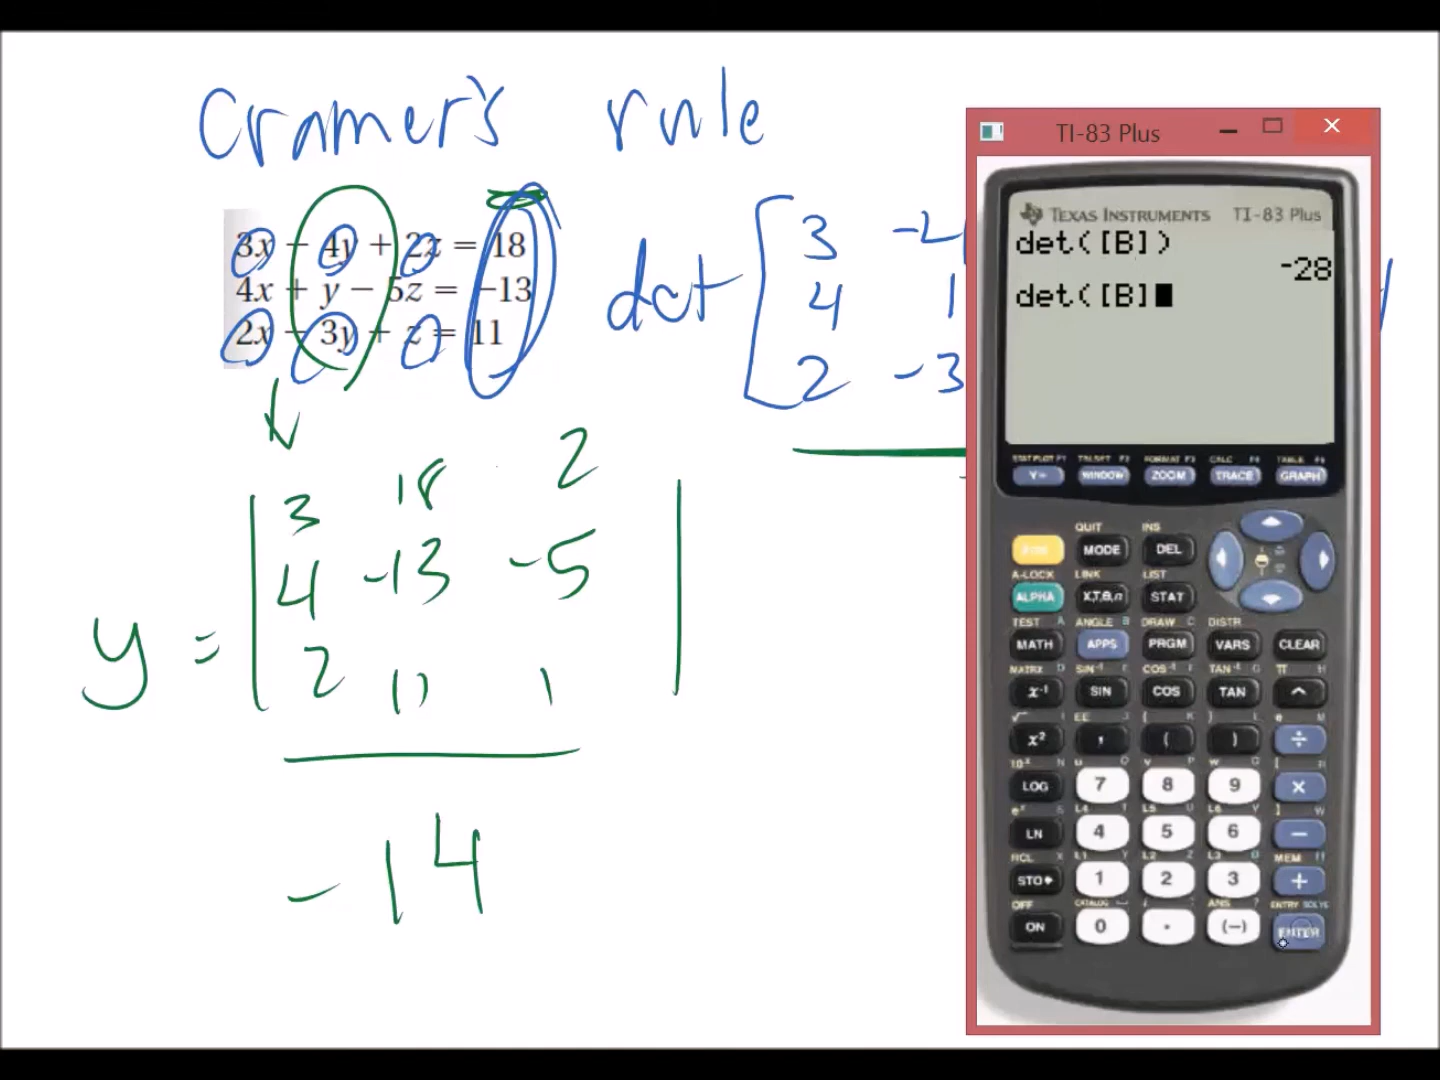 Cramer's rule
3x - 4y + 2z = 18
4x + y - 5z = -13
2x - 3y + z = 11
det
3 -4
4 1
2 -3
3 18 2
4 -13 -5
2 11 1
y =
-14
TI-83 Plus
TEXAS INSTRUMENTS TI-83 Plus
det([B])
-28
det([B]
STAT PLOT F1 TBLSET F2 FORMAT F3 CALC F4 TABLE F5
Y= WINDOW ZOOM TRACE GRAPH
QUIT INS
MODE DEL
A-LOCK LINK LIST
ALPHA X,T,θ,n STAT
TEST A ANGLE B DRAW C DISTR
MATH APPS PRGM VARS CLEAR
MATRX D SIN⁻¹ E COS⁻¹ F TAN⁻¹ G π H
x⁻¹ SIN COS TAN ^
√ I EE J { K } L e M
x² , ( ) ÷
10ˣ N u O v P w Q [ R
LOG 7 8 9 ×
eˣ S L4 T L5 U L6 V ] W
LN 4 5 6 −
RCL X L1 Y L2 Z L3 θ MEM "
STO▸ 1 2 3 +
OFF CATALOG i : ANS ? ENTRY SOLVE
ON 0 . (−) ENTER